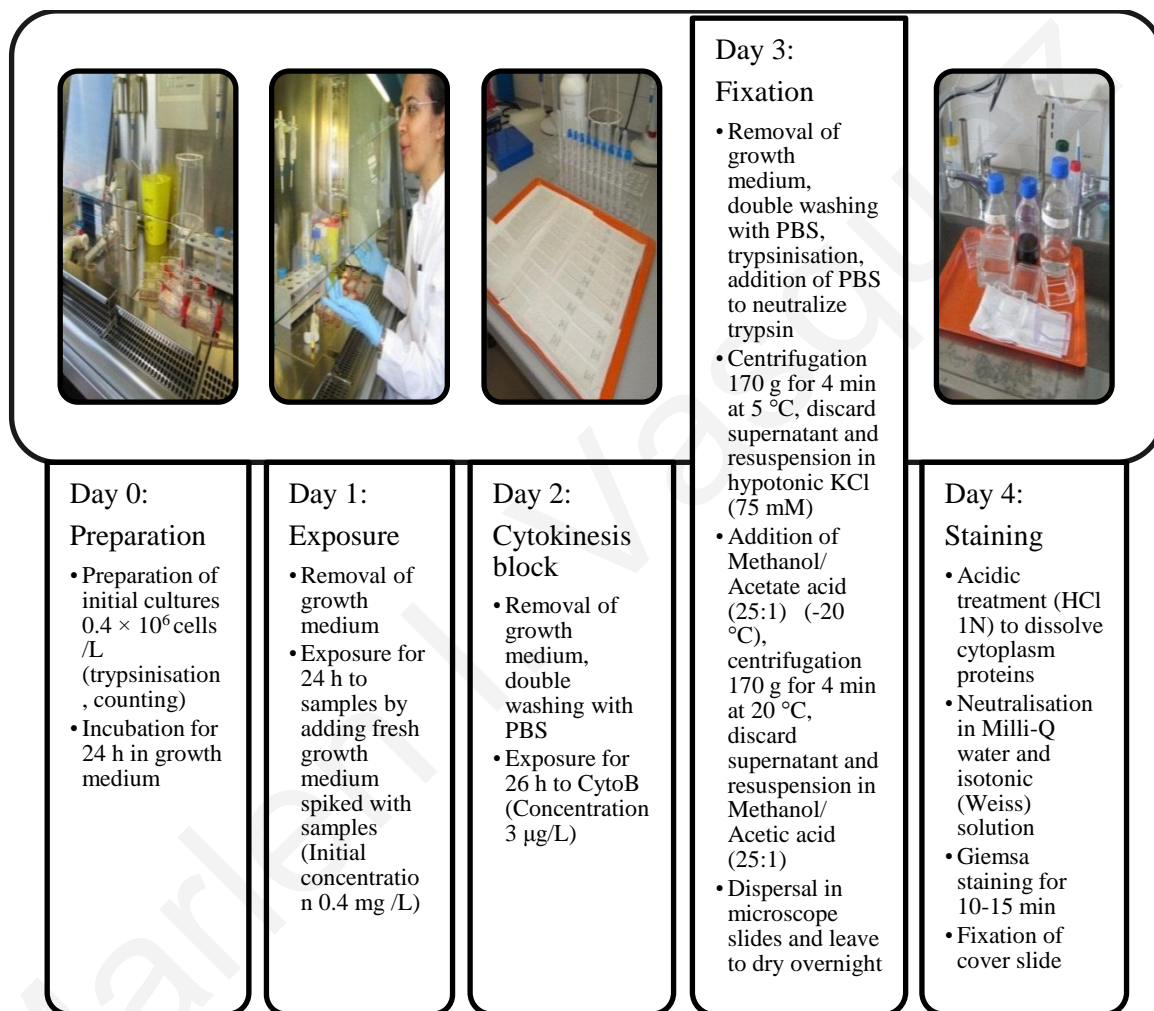 Day 0:
Preparation
• Preparation of
initial cultures
0.4 × 10⁶ cells
/L
(trypsinisation
, counting)
• Incubation for
24 h in growth
medium
Day 1:
Exposure
• Removal of
growth
medium
• Exposure for
24 h to
samples by
adding fresh
growth
medium
spiked with
samples
(Initial
concentratio
n 0.4 mg /L)
Day 2:
Cytokinesis
block
• Removal of
growth
medium,
double
washing with
PBS
• Exposure for
26 h to CytoB
(Concentration
3 µg/L)
Day 3:
Fixation
• Removal of
growth
medium,
double washing
with PBS,
trypsinisation,
addition of PBS
to neutralize
trypsin
• Centrifugation
170 g for 4 min
at 5 °C, discard
supernatant and
resuspension in
hypotonic KCl
(75 mM)
• Addition of
Methanol/
Acetate acid
(25:1) (-20
°C),
centrifugation
170 g for 4 min
at 20 °C,
discard
supernatant and
resuspension in
Methanol/
Acetic acid
(25:1)
• Dispersal in
microscope
slides and leave
to dry overnight
Day 4:
Staining
• Acidic
treatment (HCl
1N) to dissolve
cytoplasm
proteins
• Neutralisation
in Milli-Q
water and
isotonic
(Weiss)
solution
• Giemsa
staining for
10-15 min
• Fixation of
cover slide